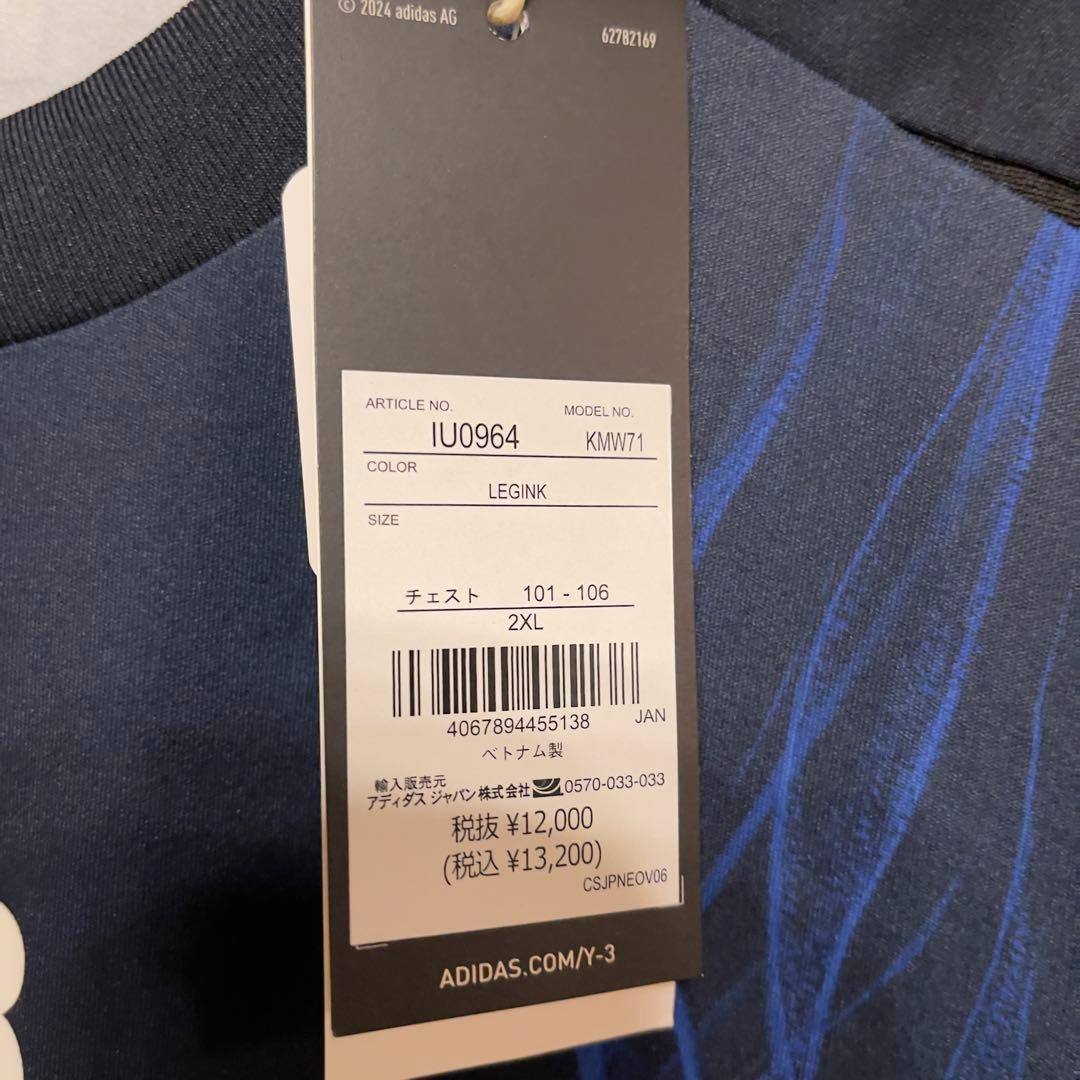 © 2024 adidas AG
62782169
ARTICLE NO.
MODEL NO.
IU0964
KMW71
COLOR
LEGINK
SIZE
チェスト 101 - 106
2XL
4067894455138 JAN
ベトナム製
輸入販売元
アディダス ジャパン株式会社 0570-033-033
税抜 ¥12,000
(税込 ¥13,200)
CSJPNEOV06
ADIDAS.COM/Y-3